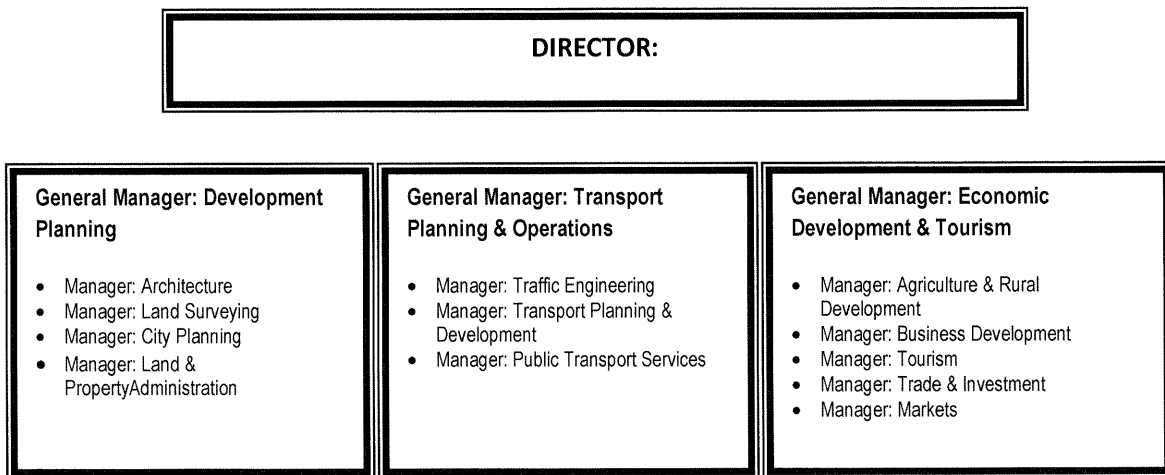 DIRECTOR:
General Manager: Development
Planning
• Manager: Architecture
• Manager: Land Surveying
• Manager: City Planning
• Manager: Land &
PropertyAdministration
General Manager: Transport
Planning & Operations
• Manager: Traffic Engineering
• Manager: Transport Planning &
Development
• Manager: Public Transport Services
General Manager: Economic
Development & Tourism
• Manager: Agriculture & Rural
Development
• Manager: Business Development
• Manager: Tourism
• Manager: Trade & Investment
• Manager: Markets